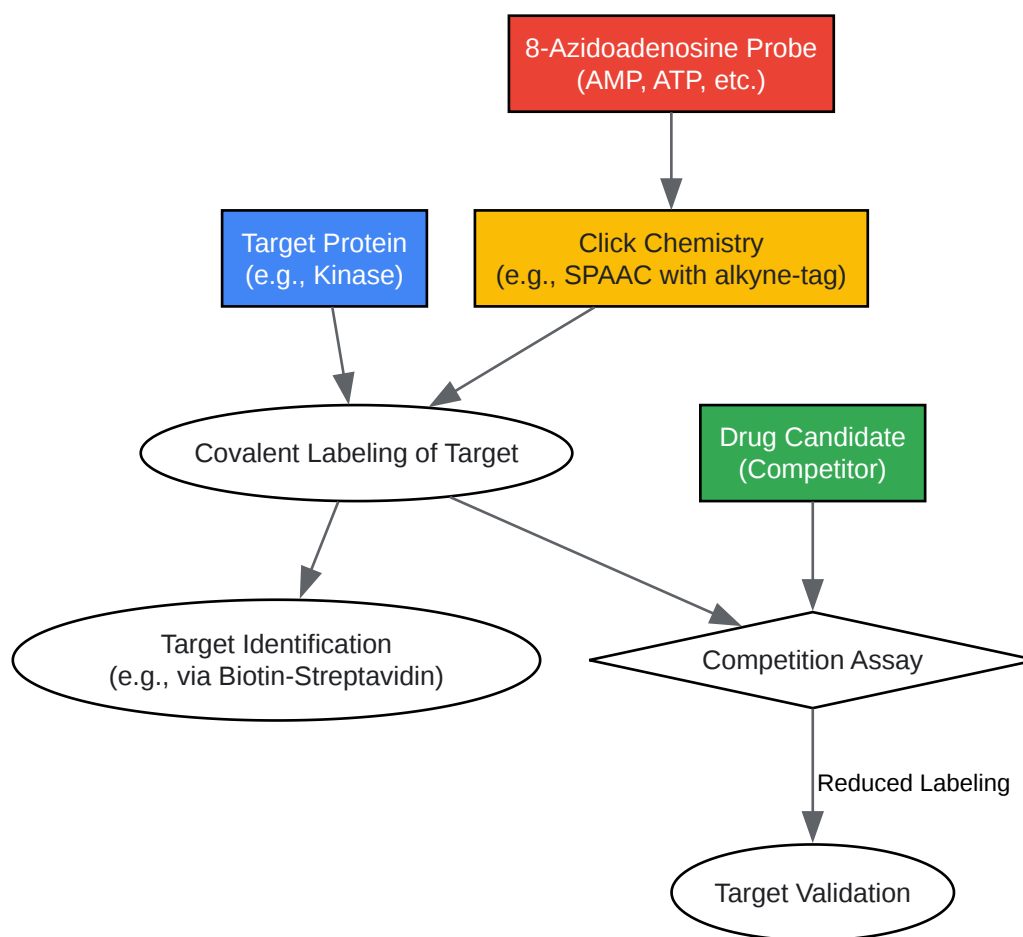 8-Azidoadenosine Probe
(AMP, ATP, etc.)
Target Protein
(e.g., Kinase)
Click Chemistry
(e.g., SPAAC with alkyne-tag)
Covalent Labeling of Target
Drug Candidate
(Competitor)
Target Identification
(e.g., via Biotin-Streptavidin)
Competition Assay
Reduced Labeling
Target Validation